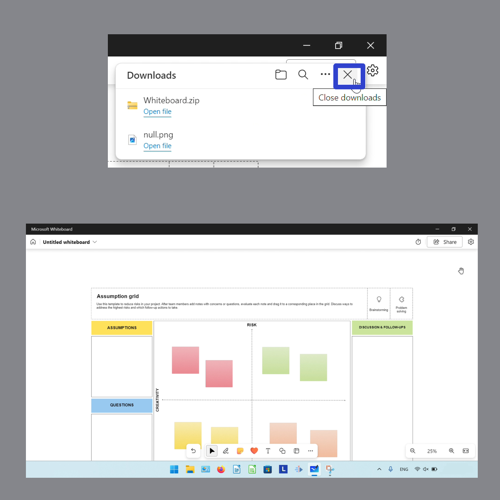 Downloads
Close downloads
Whiteboard.zip
Open file
null.png
Open file
Microsoft Whiteboard
Untitled whiteboard
Share
Assumption grid
Use this template to reduce risks in your project. After team members add notes with concerns or questions, evaluate each note and drag it to a corresponding place in the grid. Discuss ways to
address the highest risks and which follow-up actions to take.
Brainstorming
Problem
solving
ASSUMPTIONS
RISK
DISCUSSION & FOLLOW-UPS
CREATIVITY
QUESTIONS
25%
ENG